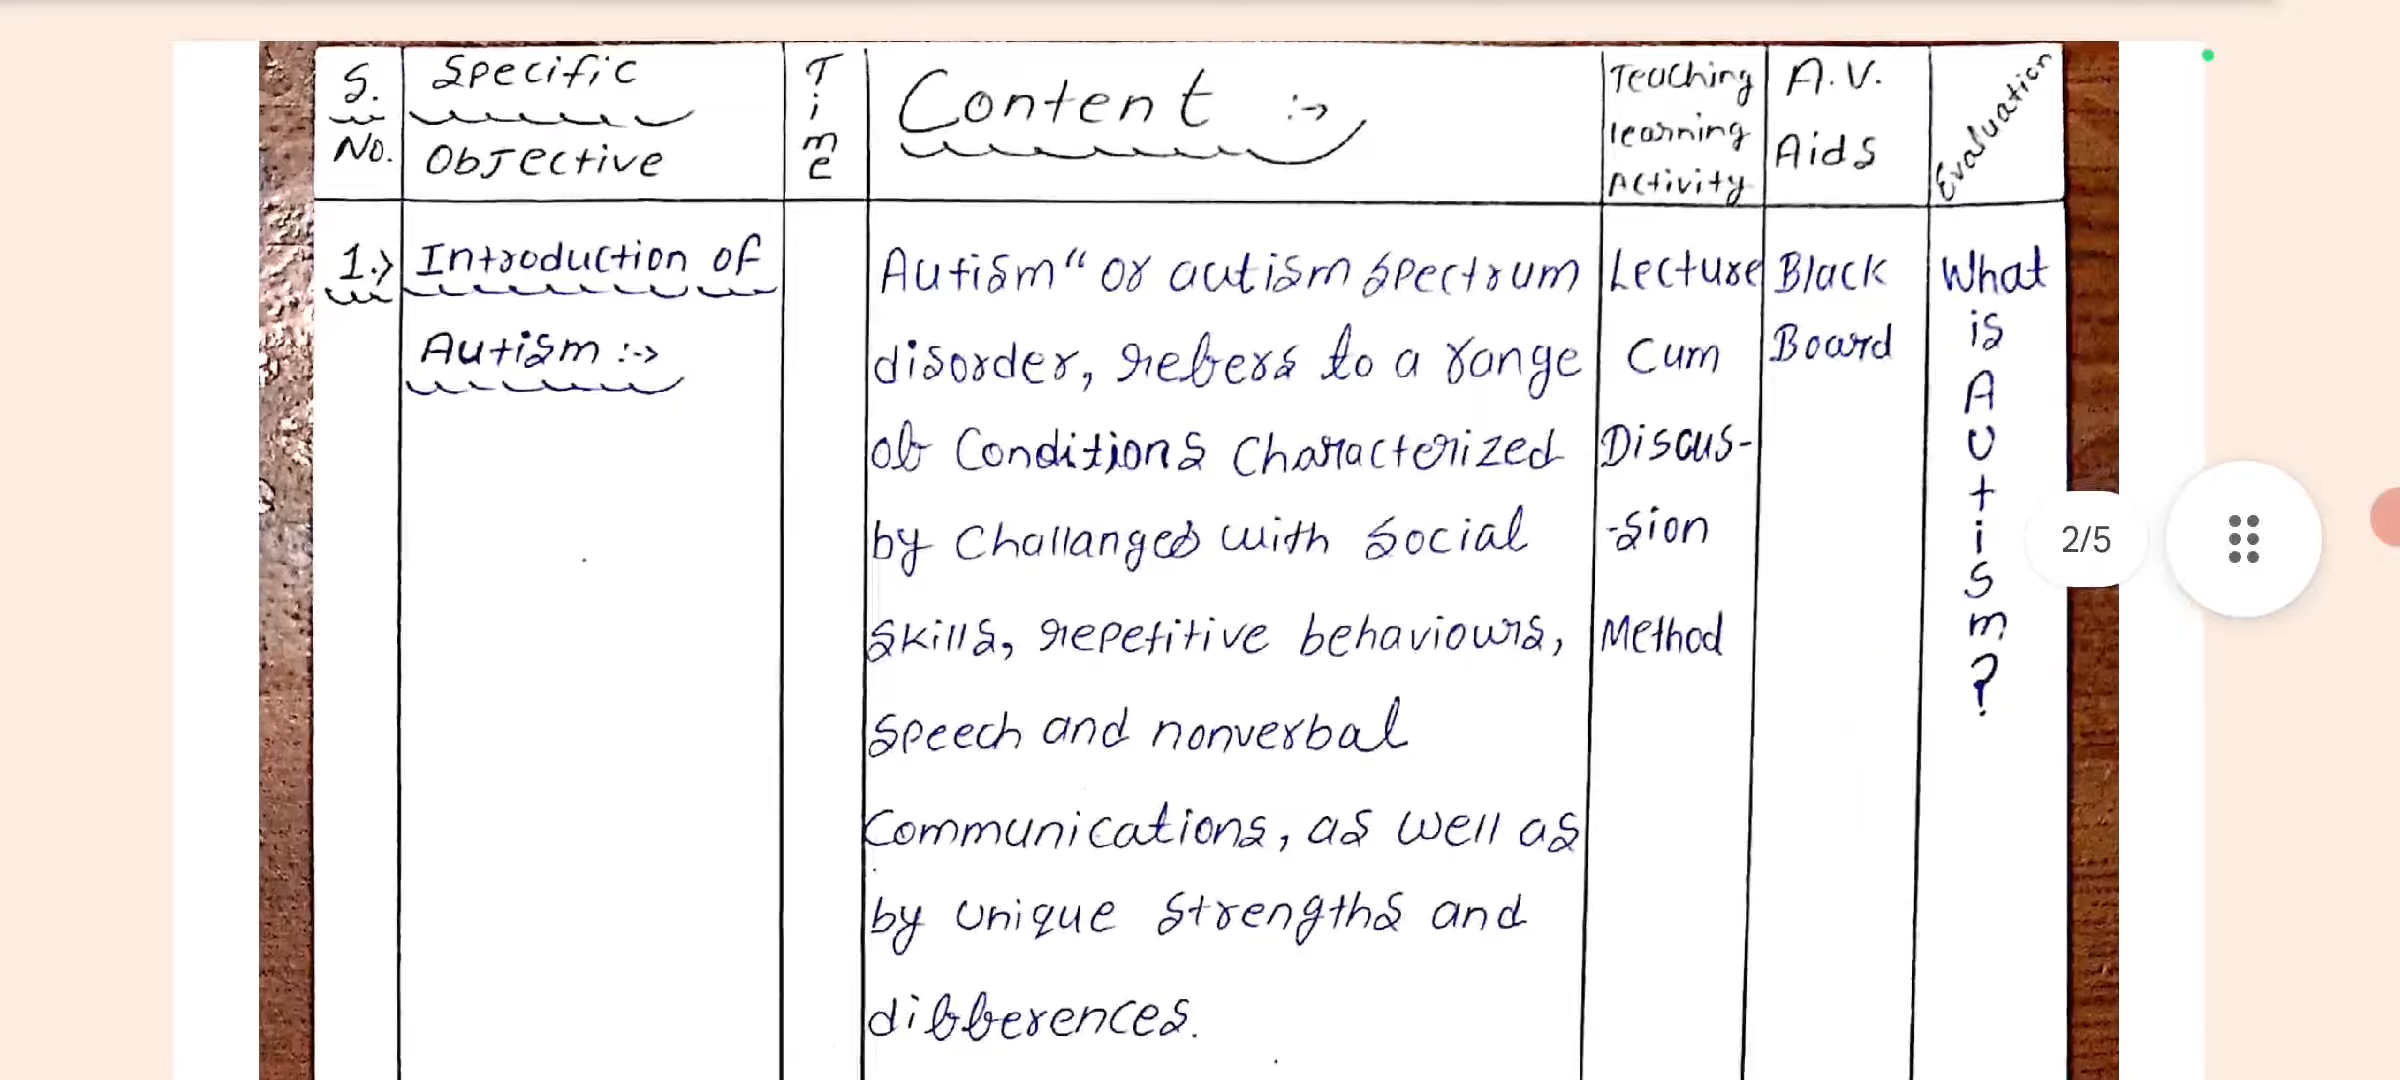 S. No.
Specific Objective
Time
Content :->
Teaching learning Activity
A.V. Aids
Evaluation
1.>
Introduction of
Autism :->
Autism" or autism spectrum
disorder, refers to a range
of Conditions Characterized
by Challanged with Social
Skills, repetitive behaviours,
Speech and nonverbal
Communications, as well as
by unique strengths and
differences.
Lecture
Cum
Discus-
-sion
Method
Black
Board
What
is
Autism
?
2/5